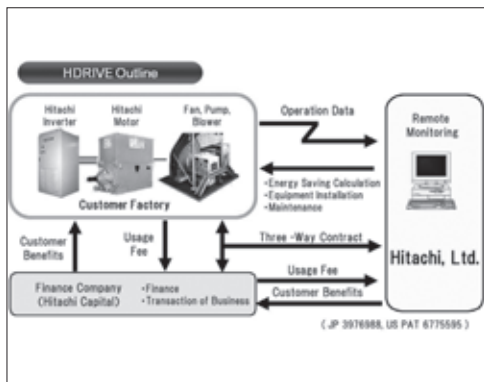 HDRIVE Outline
Hitachi
Inverter
Hitachi
Motor
Fan, Pump,
Blower
Customer Factory
Operation Data
・Energy Saving Calculation
・Equipment Installation
・Maintenance
Remote
Monitoring
Hitachi, Ltd.
Customer
Benefits
Usage
Fee
Three -Way Contract
Finance Company
(Hitachi Capital)
・Finance
・Transaction of Business
Usage Fee
Customer Benefits
( JP 3976988, US PAT 6775595 )